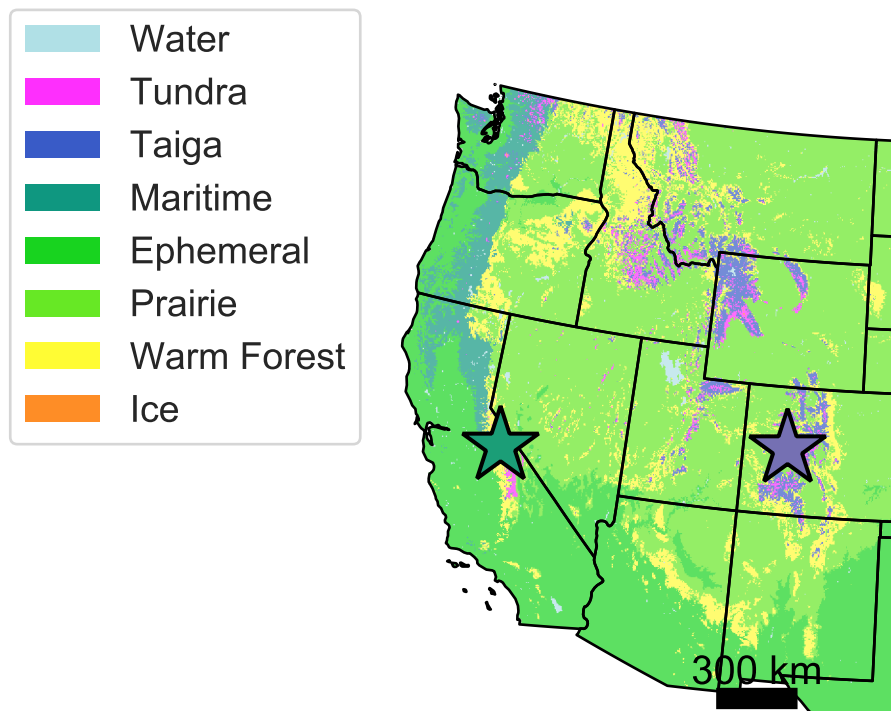 Water
Tundra
Taiga
Maritime
Ephemeral
Prairie
Warm Forest
Ice
300 km